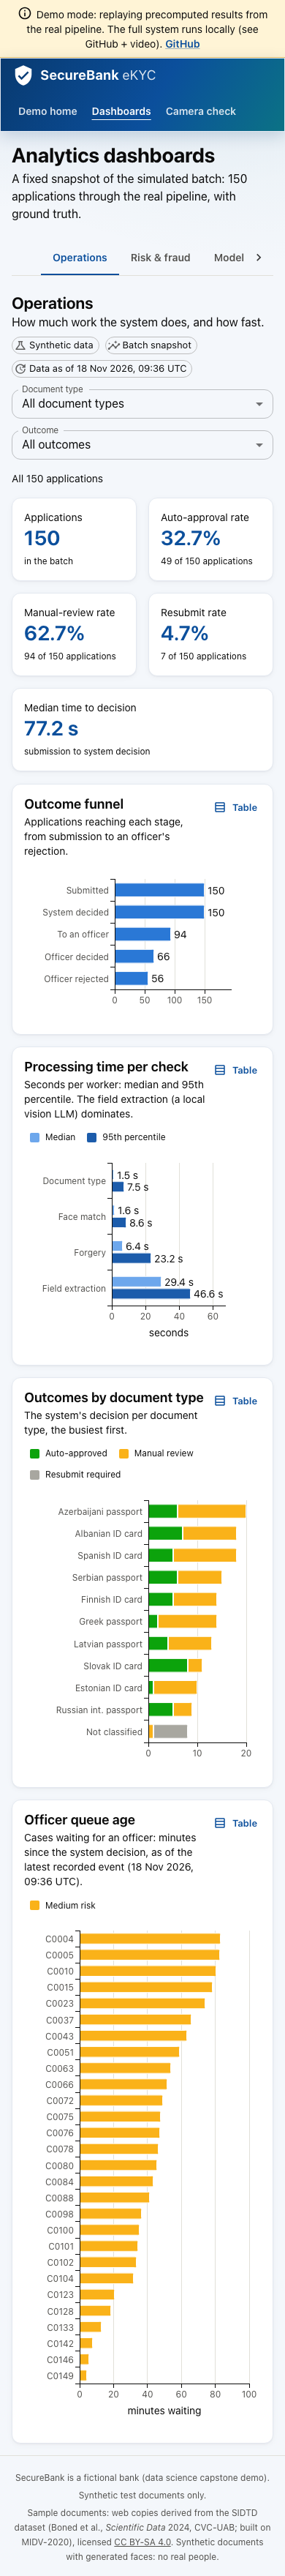 Demo mode: replaying precomputed results from
the real pipeline. The full system runs locally (see
GitHub + video). GitHub
SecureBank eKYC
Demo home Dashboards Camera check
Analytics dashboards
A fixed snapshot of the simulated batch: 150
applications through the real pipeline, with
ground truth.
Operations Risk & fraud Model
Operations
How much work the system does, and how fast.
Synthetic data Batch snapshot
Data as of 18 Nov 2026, 09:36 UTC
Document type
All document types
Outcome
All outcomes
All 150 applications
Applications
150
in the batch
Auto-approval rate
32.7%
49 of 150 applications
Manual-review rate
62.7%
94 of 150 applications
Resubmit rate
4.7%
7 of 150 applications
Median time to decision
77.2 s
submission to system decision
Outcome funnel
Table
Applications reaching each stage,
from submission to an officer's
rejection.
Submitted 150
System decided 150
To an officer 94
Officer decided 66
Officer rejected 56
0 50 100 150
Processing time per check
Table
Seconds per worker: median and 95th
percentile. The field extraction (a local
vision LLM) dominates.
Median 95th percentile
Document type 1.5 s
7.5 s
Face match 1.6 s
8.6 s
Forgery 6.4 s
23.2 s
Field extraction 29.4 s
46.6 s
0 20 40 60
seconds
Outcomes by document type
Table
The system's decision per document
type, the busiest first.
Auto-approved Manual review
Resubmit required
Azerbaijani passport
Albanian ID card
Spanish ID card
Serbian passport
Finnish ID card
Greek passport
Latvian passport
Slovak ID card
Estonian ID card
Russian int. passport
Not classified
0 10 20
Officer queue age
Table
Cases waiting for an officer: minutes
since the system decision, as of the
latest recorded event (18 Nov 2026,
09:36 UTC).
Medium risk
C0004
C0005
C0010
C0015
C0023
C0037
C0043
C0051
C0063
C0066
C0072
C0075
C0076
C0078
C0080
C0084
C0088
C0098
C0100
C0101
C0102
C0104
C0123
C0128
C0133
C0142
C0146
C0149
0 20 40 60 80 100
minutes waiting
SecureBank is a fictional bank (data science capstone demo).
Synthetic test documents only.
Sample documents: web copies derived from the SIDTD
dataset (Boned et al., Scientific Data 2024, CVC-UAB; built on
MIDV-2020), licensed CC BY-SA 4.0. Synthetic documents
with generated faces: no real people.